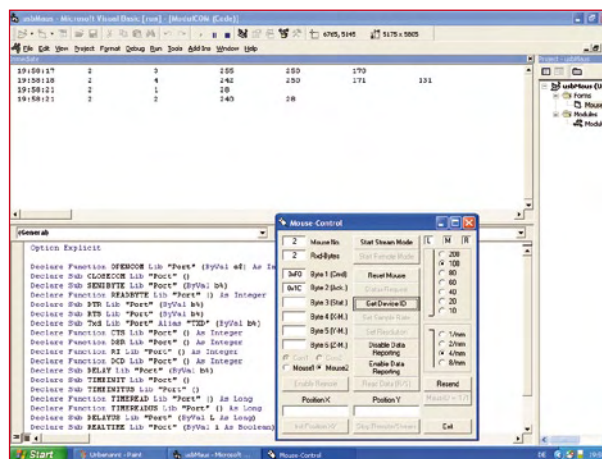 usbMaus - Microsoft Visual Basic [run] - [ModulCOM (Code)]
6765, 5145 5175 x 5805
File Edit View Project Format Debug Run Tools Add-Ins Window Help
Immediate
19:58:17 2 3 255 250 170
19:58:18 2 4 242 250 171 131
19:58:21 2 1 28
19:58:21 2 2 240 28
Project - usbMaus
usbMaus (U
Forms
Mouse
Modules
Modul
(General)
Option Explicit
Declare Function OPENCOM Lib "Port" (ByVal
Declare Sub CLOSECOM Lib "Port" ()
Declare Sub SENDBYTE Lib "Port" (ByVal b%)
Declare Function READBYTE Lib "Port" () As Integer
Declare Sub DTR Lib "Port" (ByVal b%)
Declare Sub RTS Lib "Port" (ByVal b%)
Declare Sub Txd Lib "Port" Alias "TXD" (ByVal b%)
Declare Function CTS Lib "Port" () As Integer
Declare Function DSR Lib "Port" () As Integer
Declare Function RI Lib "Port" () As Integer
Declare Function DCD Lib "Port" () As Integer
Declare Sub DELAY Lib "Port" (ByVal b%)
Declare Sub TIMEINIT Lib "Port" ()
Declare Sub TIMEINITUS Lib "Port" ()
Declare Function TIMEREAD Lib "Port" () As Long
Declare Function TIMEREADUS Lib "Port" () As Long
Declare Sub DELAYUS Lib "Port" (ByVal L As Long)
Declare Sub REALTIME Lib "Port" (ByVal i As Boolean)
Mouse-Control
2 Mouse No. Start Stream Mode L M R
2 Rod-Bytes Start Remote Mode
0xF0 Byte 1 (Cmd) Reset Mouse
0x1C Byte 2 (Ack.) Status Request
Byte 3 (Stat.) Get Device ID
Byte 4 (X-M.) Set Sample Rate
Byte 5 (Y-M.) Set Resolution
Byte 6 (Z-M.) Disable Data Reporting
200
100
80
60
40
20
10
1/mm
2/mm
4/mm
8/mm
Com1 Com2
Mouse1 Mouse2
Enable Data Reporting
Enable Remote Read Data (R/S) Resend
Position X Position Y
Exit
Start Unbenannt - Paint usbMaus - Microsoft ... Mouse-Control DE